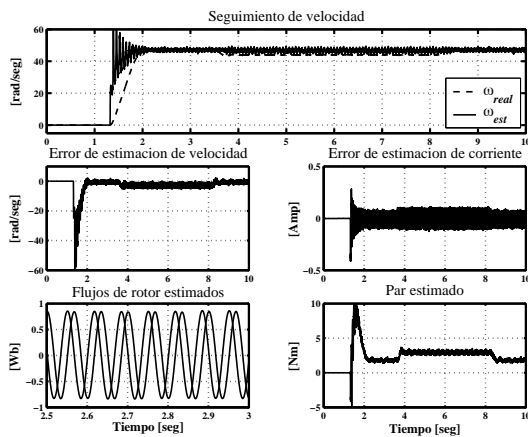 Seguimiento de velocidad
[rad/seg]
60
40
20
0
0 1 2 3 4 5 6 7 8 9 10
ω real
ω est
Error de estimacion de velocidad
[rad/seg]
0
−20
−40
−60
0 2 4 6 8 10
Error de estimacion de corriente
[Amp]
0.5
0
−0.5
0 2 4 6 8 10
Flujos de rotor estimados
[Wb]
1
0.5
0
−0.5
−1
2.5 2.6 2.7 2.8 2.9 3
Tiempo [seg]
Par estimado
[Nm]
10
5
0
−5
0 2 4 6 8 10
Tiempo [seg]